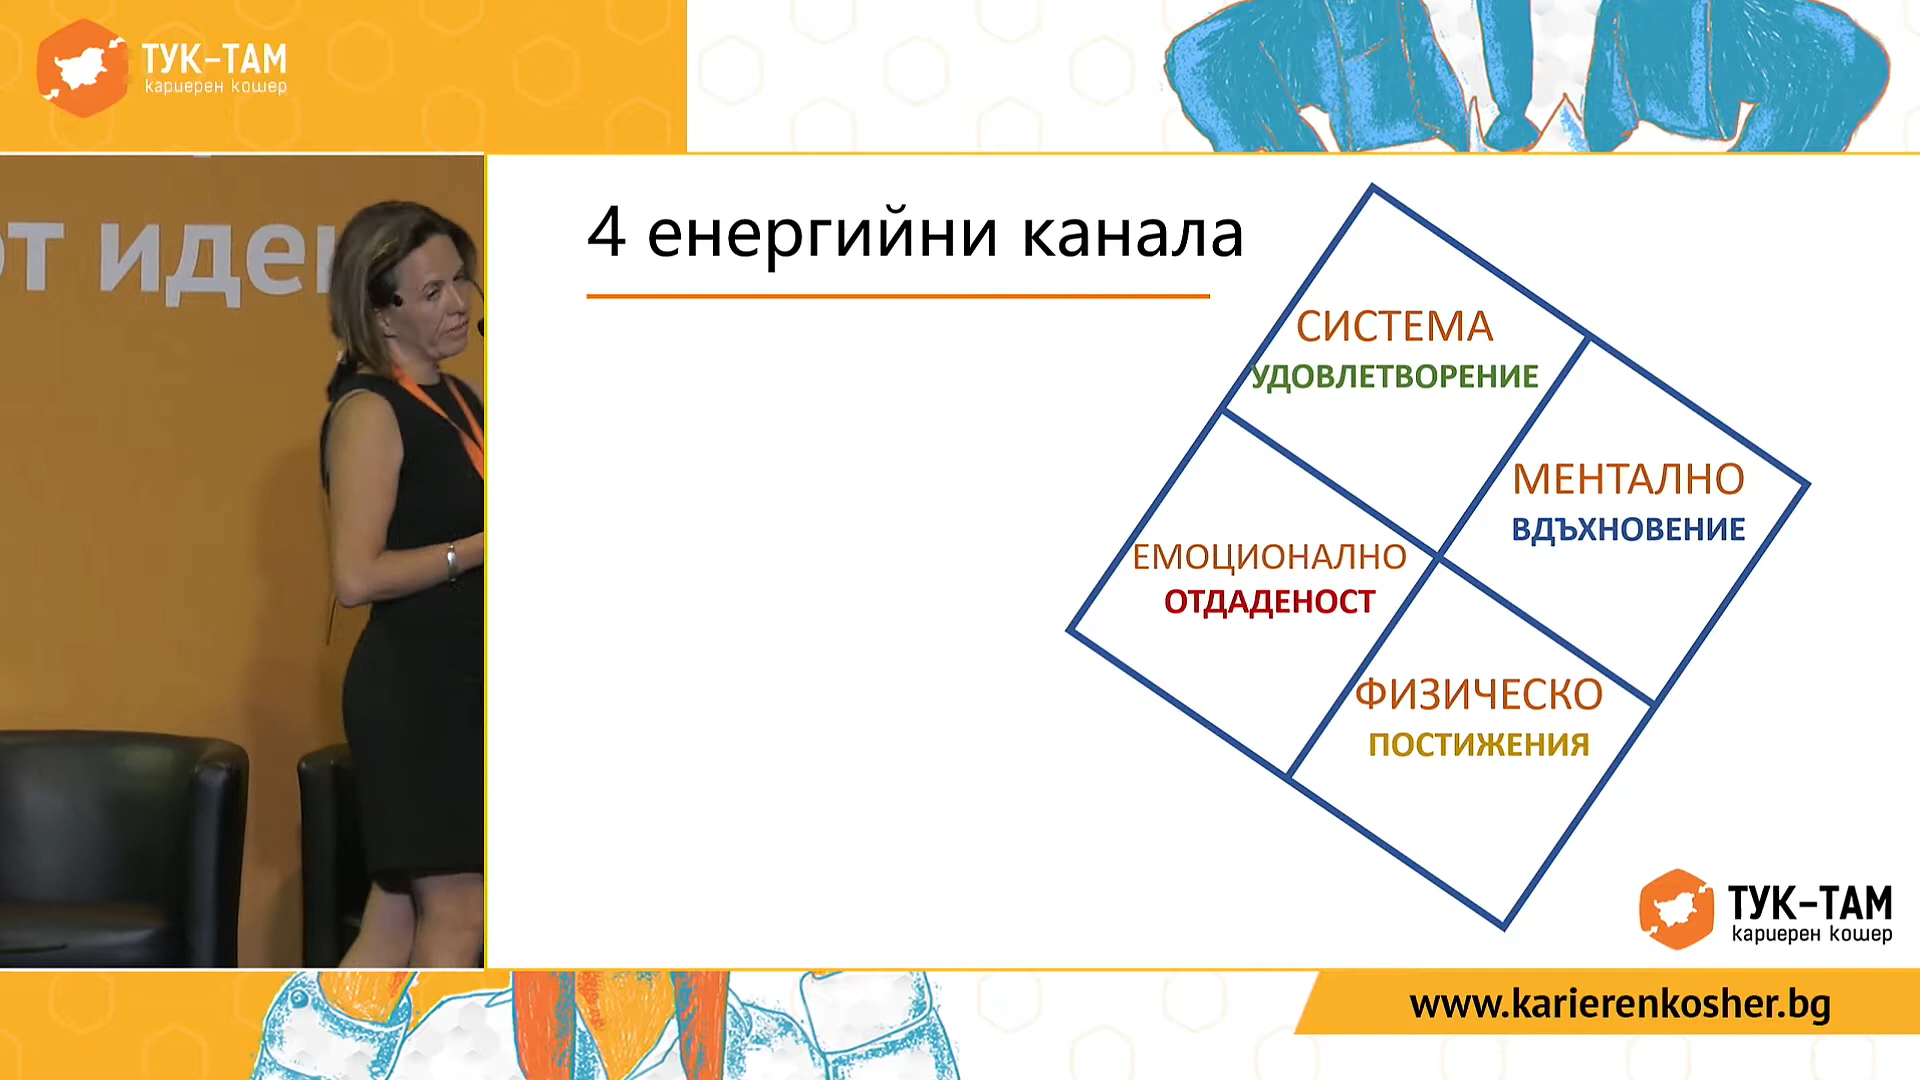 ТУК-ТАМ
кариерен кошер
от иден
4 енергийни канала
СИСТЕМА
УДОВЛЕТВОРЕНИЕ
МЕНТАЛНО
ВДЪХНОВЕНИЕ
ЕМОЦИОНАЛНО
ОТДАДЕНОСТ
ФИЗИЧЕСКО
ПОСТИЖЕНИЯ
ТУК-ТАМ
кариерен кошер
www.karierenkosher.bg